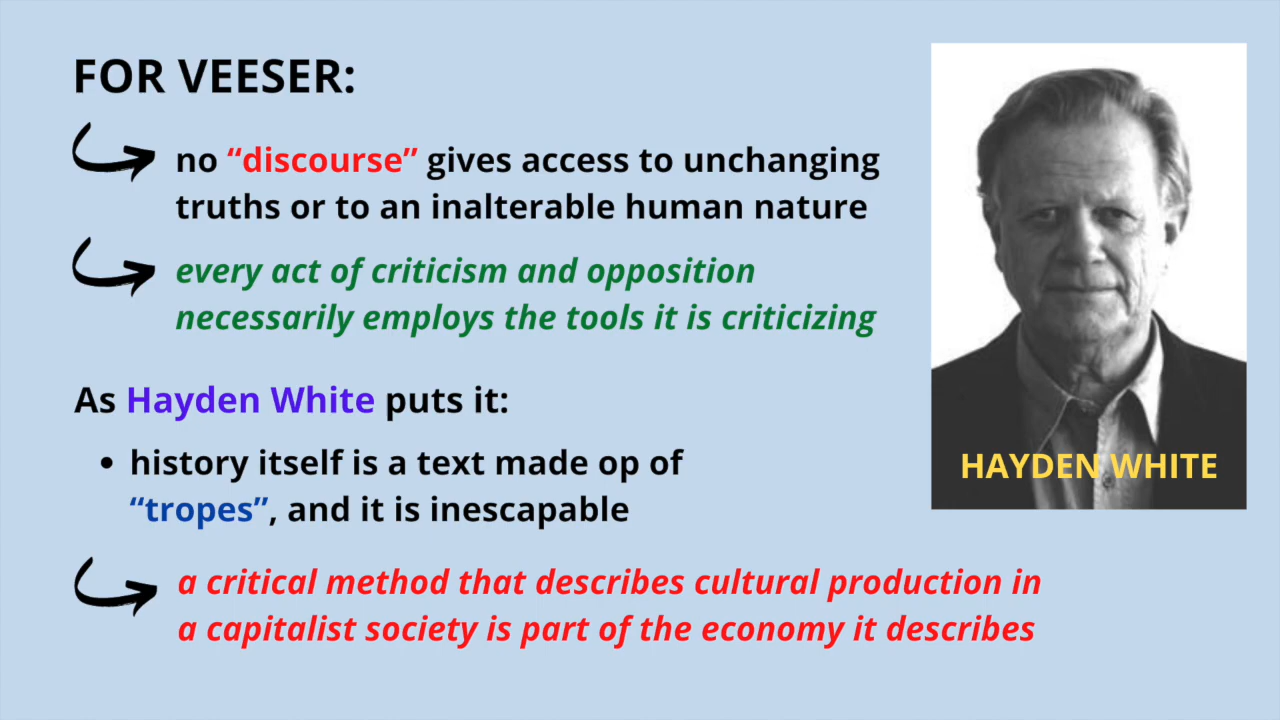 FOR VEESER:
no “discourse” gives access to unchanging
truths or to an inalterable human nature
every act of criticism and opposition
necessarily employs the tools it is criticizing
As Hayden White puts it:
• history itself is a text made op of
“tropes”, and it is inescapable
HAYDEN WHITE
a critical method that describes cultural production in
a capitalist society is part of the economy it describes